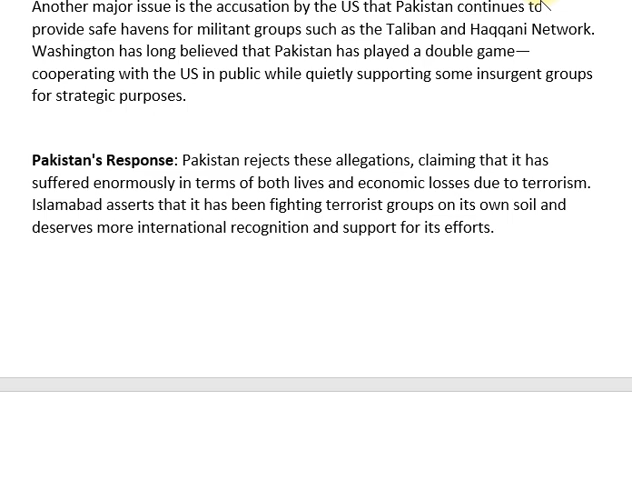 Another major issue is the accusation by the US that Pakistan continues to
provide safe havens for militant groups such as the Taliban and Haqqani Network.
Washington has long believed that Pakistan has played a double game—
cooperating with the US in public while quietly supporting some insurgent groups
for strategic purposes.
Pakistan's Response: Pakistan rejects these allegations, claiming that it has
suffered enormously in terms of both lives and economic losses due to terrorism.
Islamabad asserts that it has been fighting terrorist groups on its own soil and
deserves more international recognition and support for its efforts.